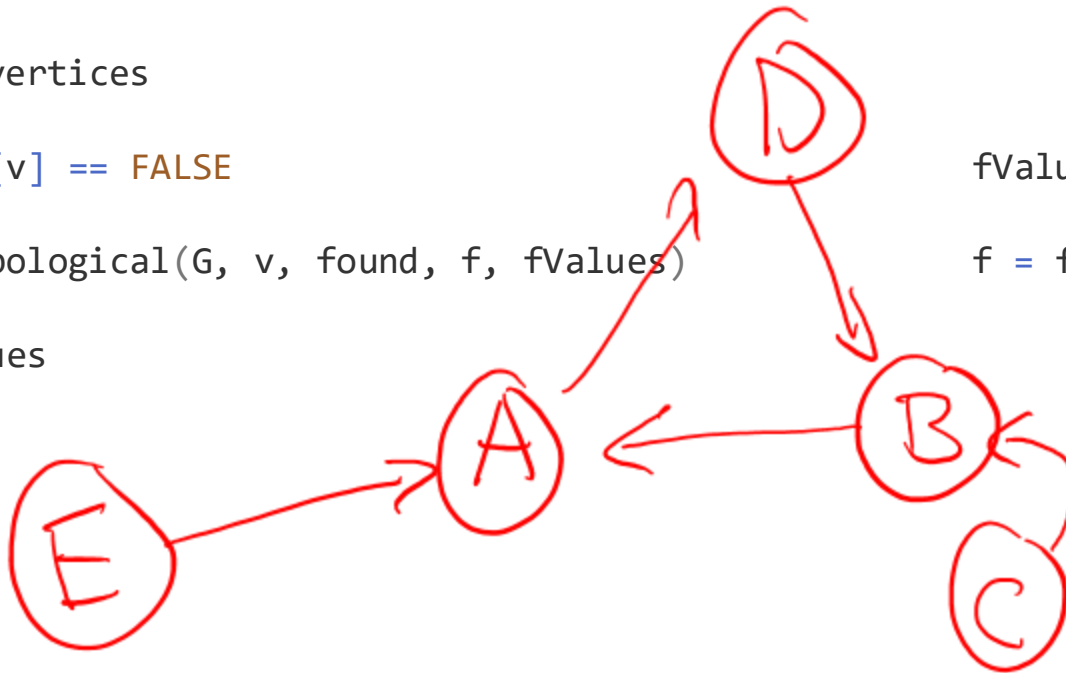 vertices
D
[v] == FALSE
fValu
pological(G, v, found, f, fValues)
f = f
ues
A
B
E
C